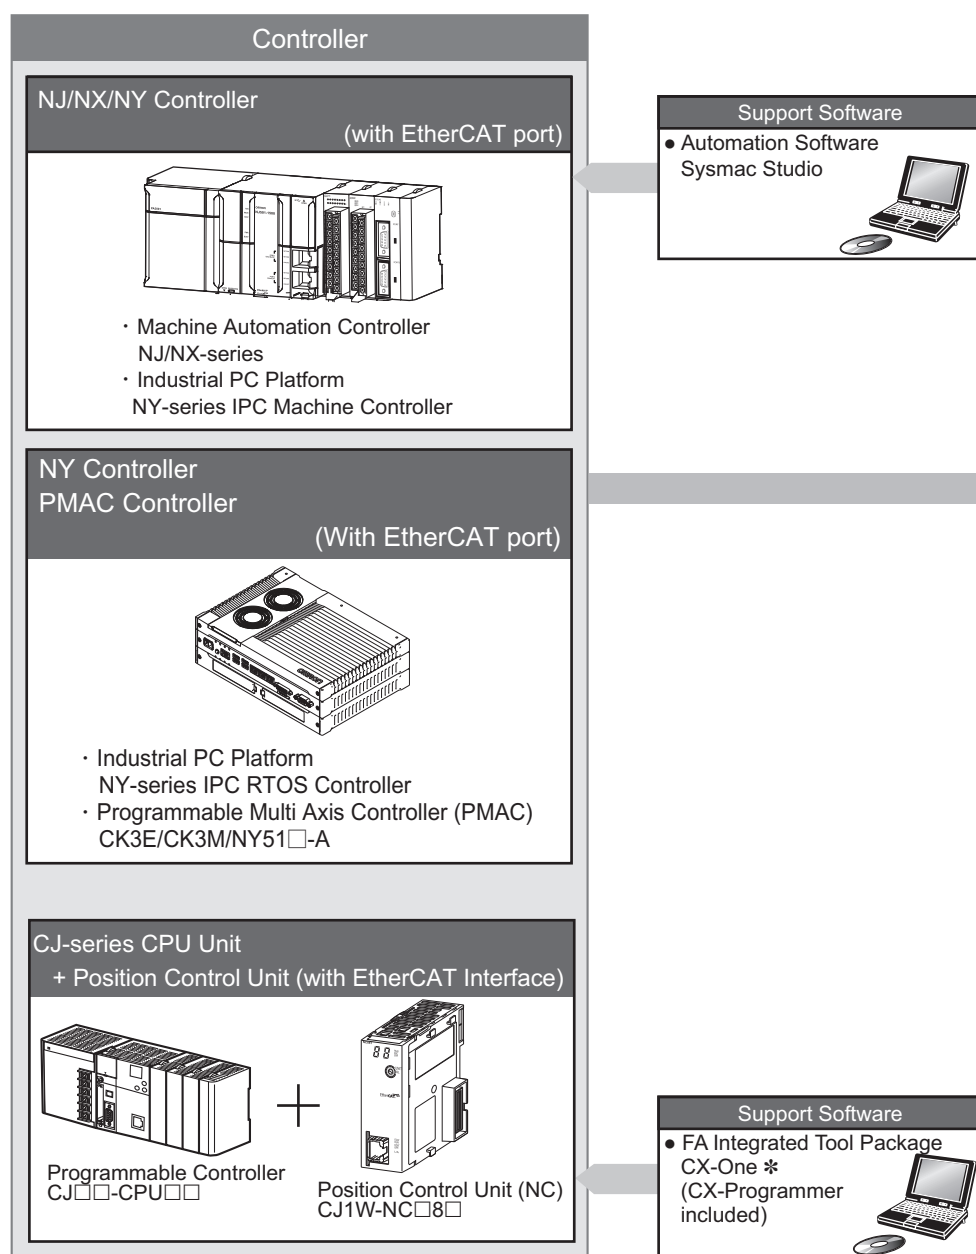 Controller
NJ/NX/NY Controller
(with EtherCAT port)
・ Machine Automation Controller
NJ/NX-series
・ Industrial PC Platform
NY-series IPC Machine Controller
Support Software
● Automation Software
Sysmac Studio
NY Controller
PMAC Controller
(With EtherCAT port)
・ Industrial PC Platform
NY-series IPC RTOS Controller
・ Programmable Multi Axis Controller (PMAC)
CK3E/CK3M/NY51□-A
CJ-series CPU Unit
+ Position Control Unit (with EtherCAT Interface)
Programmable Controller
CJ□□-CPU□□
Position Control Unit (NC)
CJ1W-NC□8□
Support Software
● FA Integrated Tool Package
CX-One ✻
(CX-Programmer
included)